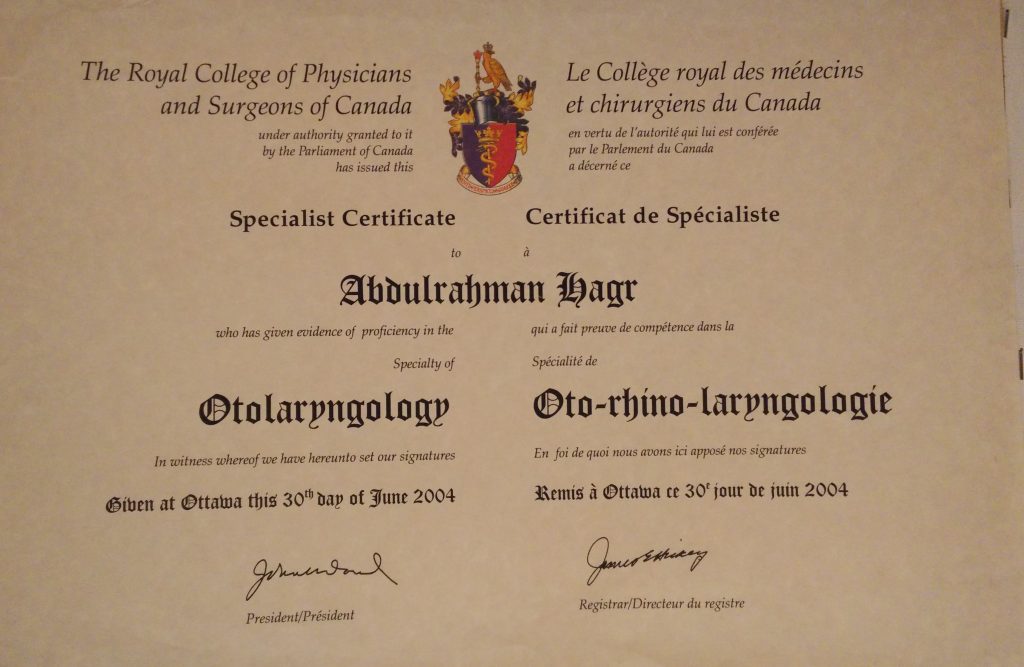 The Royal College of Physicians
and Surgeons of Canada
under authority granted to it
by the Parliament of Canada
has issued this
Le Collège royal des médecins
et chirurgiens du Canada
en vertu de l'autorité qui lui est conférée
par le Parlement du Canada
a décerné ce
Specialist Certificate
Certificat de Spécialiste
to
à
Abdulrahman Hagr
who has given evidence of proficiency in the
Specialty of
Otolaryngology
In witness whereof we have hereunto set our signatures
Given at Ottawa this 30th day of June 2004
qui a fait preuve de compétence dans la
Spécialité de
Oto-rhino-laryngologie
En foi de quoi nous avons ici apposé nos signatures
Remis à Ottawa ce 30e jour de juin 2004
President/Président
Registrar/Directeur du registre